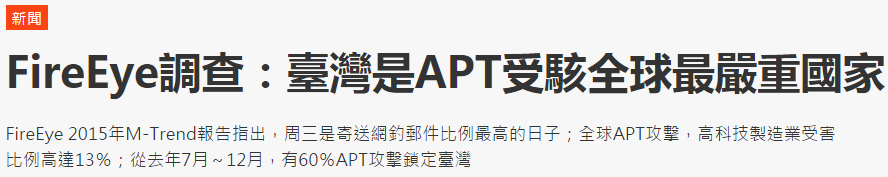 新聞
FireEye調查：臺灣是APT受駭全球最嚴重國家
FireEye 2015年M-Trend報告指出，周三是寄送網釣郵件比例最高的日子；全球APT攻擊，高科技製造業受害
比例高達13%；從去年7月～12月，有60%APT攻擊鎖定臺灣